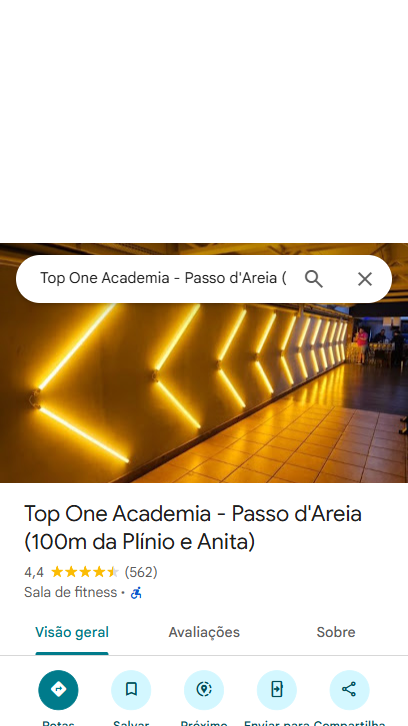 Top One Academia - Passo d'Areia (
Top One Academia - Passo d'Areia
(100m da Plínio e Anita)
4,4 (562)
Sala de fitness ·
Visão geral Avaliações Sobre
Rotas Salvar Próximo Enviar para Compartilha